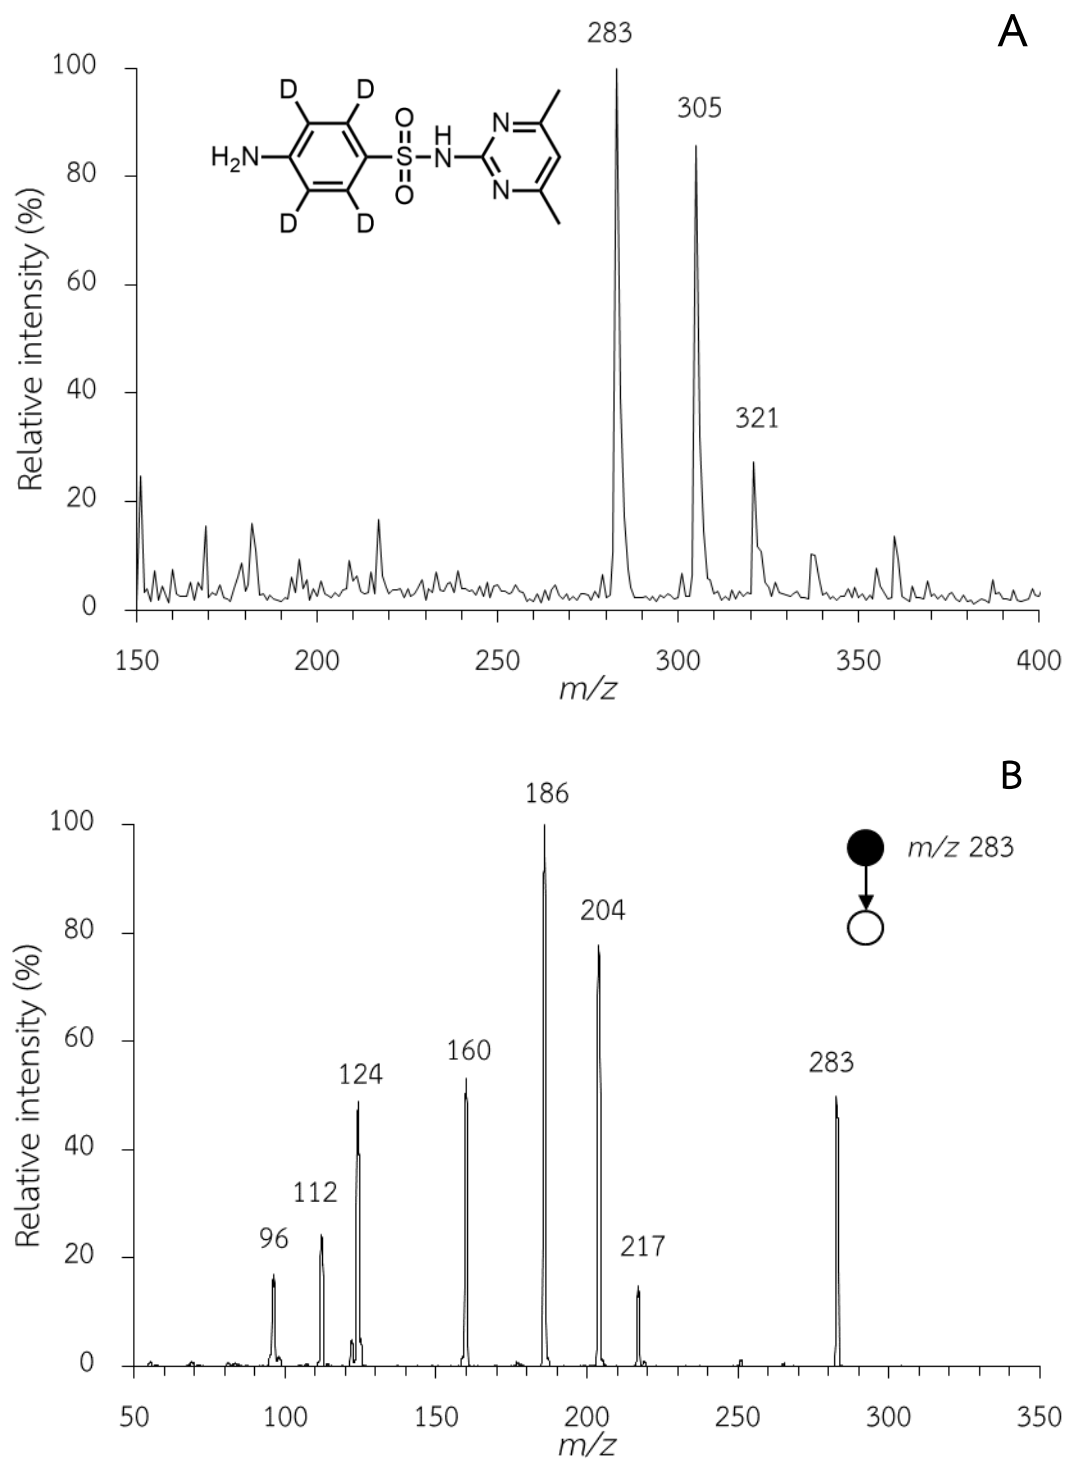 A
283
305
321
100
80
60
40
20
0
Relative intensity (%)
D D
O H N
H₂N S N
O N
D D
150 200 250 300 350 400
m/z
B
186
m/z 283
204
160
124
283
112
96
217
100
80
60
40
20
0
Relative intensity (%)
50 100 150 200 250 300 350
m/z